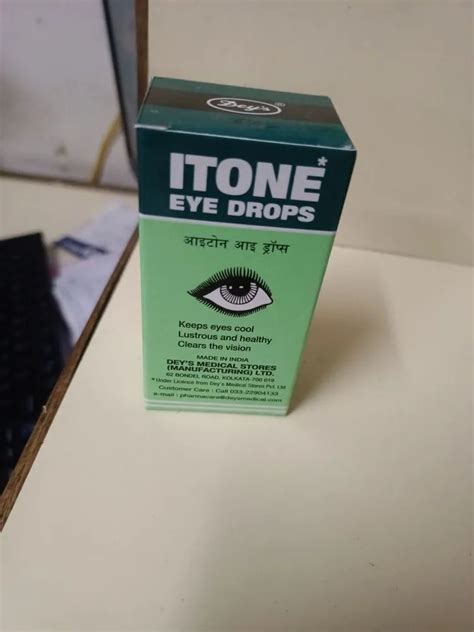 Dey's®
ITONE*
EYE DROPS
आइटोन आइ ड्रॉप्स
Keeps eyes cool
Lustrous and healthy
Clears the vision
MADE IN INDIA
DEY'S MEDICAL STORES
(MANUFACTURING) LTD.
62 BONDEL ROAD, KOLKATA-700 019
* Under Licence from Dey's Medical Stores Pvt. Ltd
Customer Care : Call 033-22904133
e-mail : pharmacare@deysmedical.com